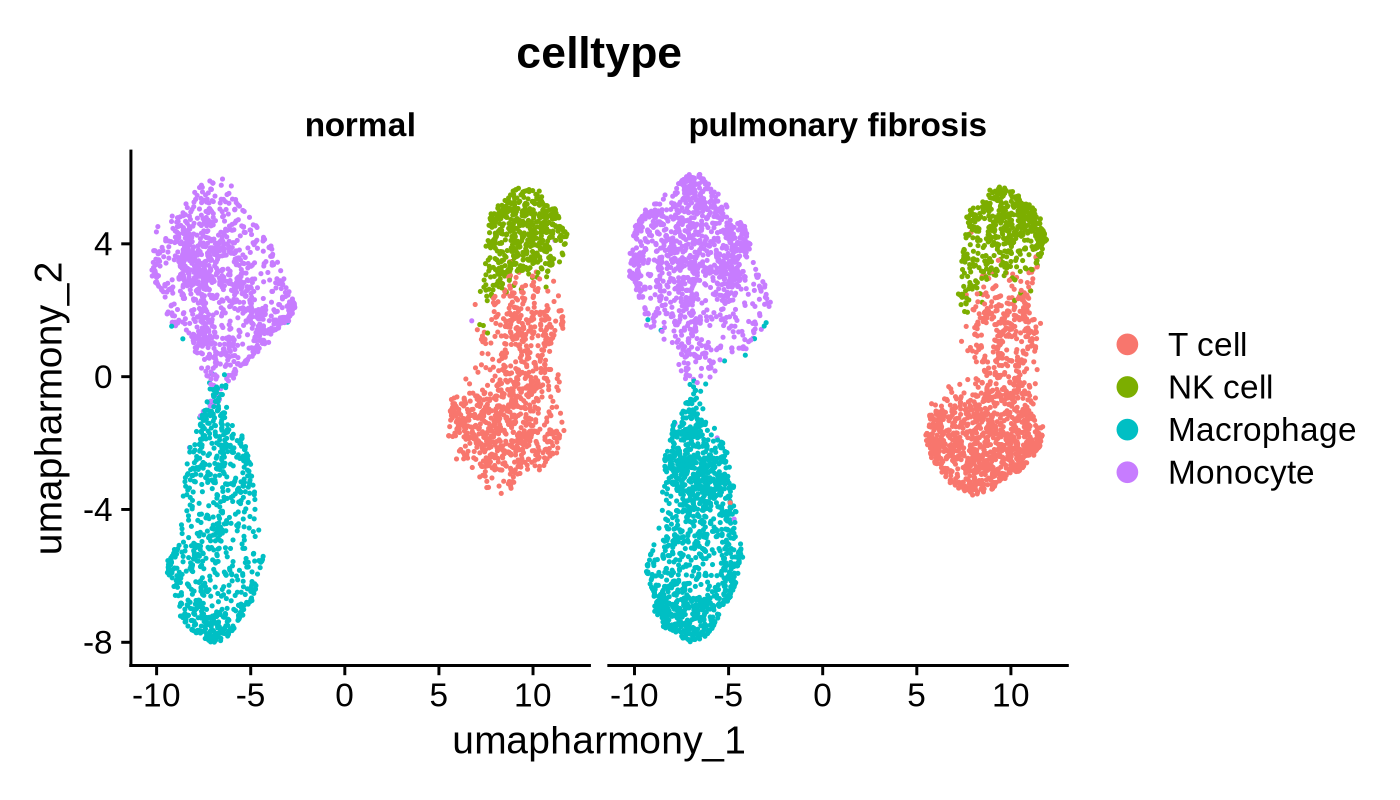 celltype
normal
pulmonary fibrosis
umapharmony_2
4
0
-4
-8
-10 -5 0 5 10
-10 -5 0 5 10
umapharmony_1
T cell
NK cell
Macrophage
Monocyte